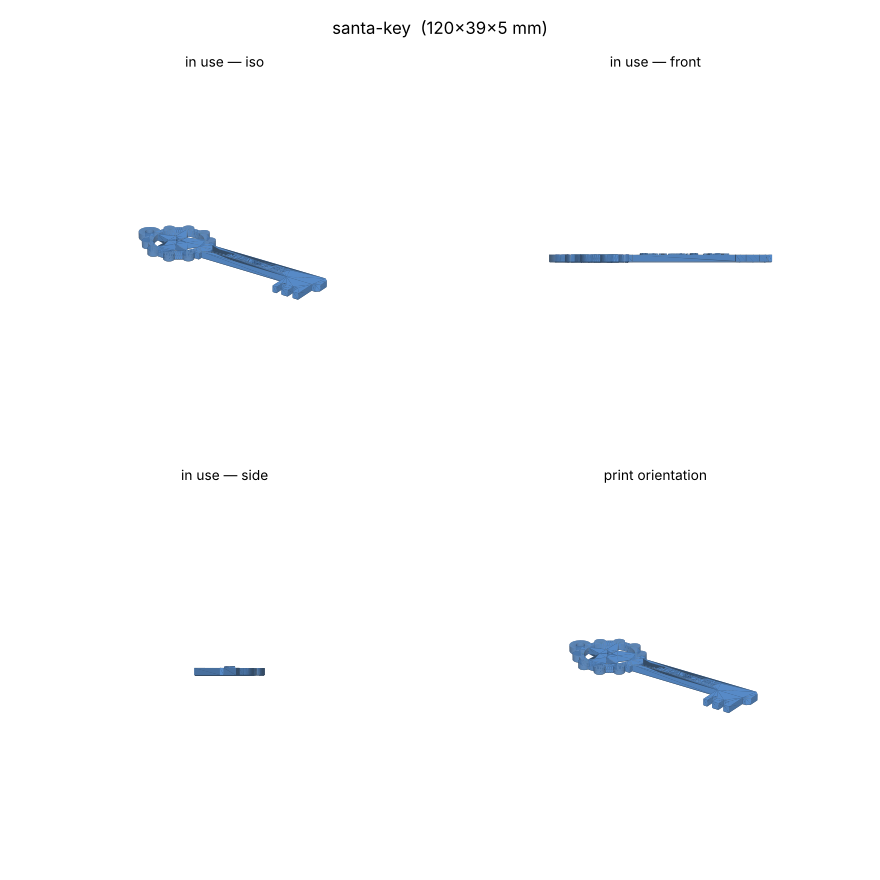 santa-key (120×39×5 mm)
in use — iso
in use — front
in use — side
print orientation